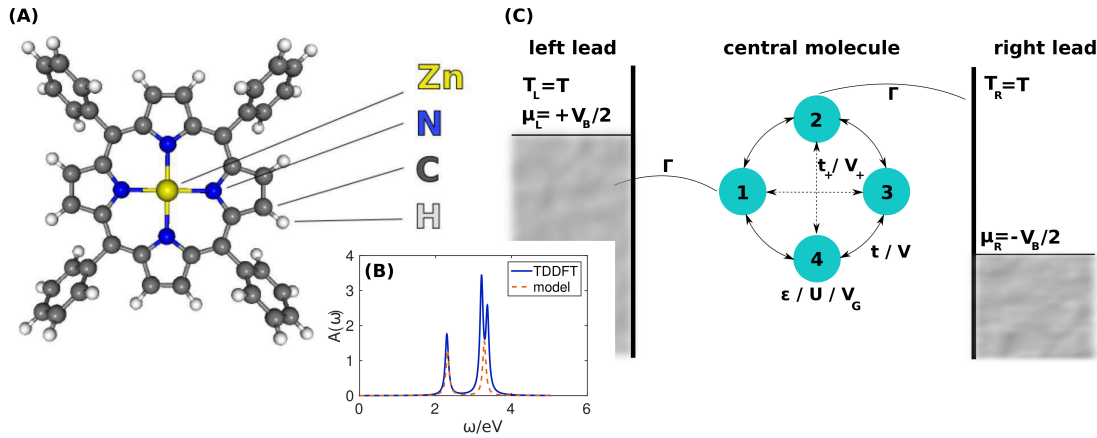 (A)
Zn
N
C
H
(B)
TDDFT
model
A(ω)
4
3
2
1
0
0 2 4 6
ω/eV
(C)
left lead central molecule right lead
T_L=T
μ_L=+V_B/2
Γ
1
2
3
4
t_+/V_+
t / V
ε / U / V_G
Γ
T_R=T
μ_R=-V_B/2